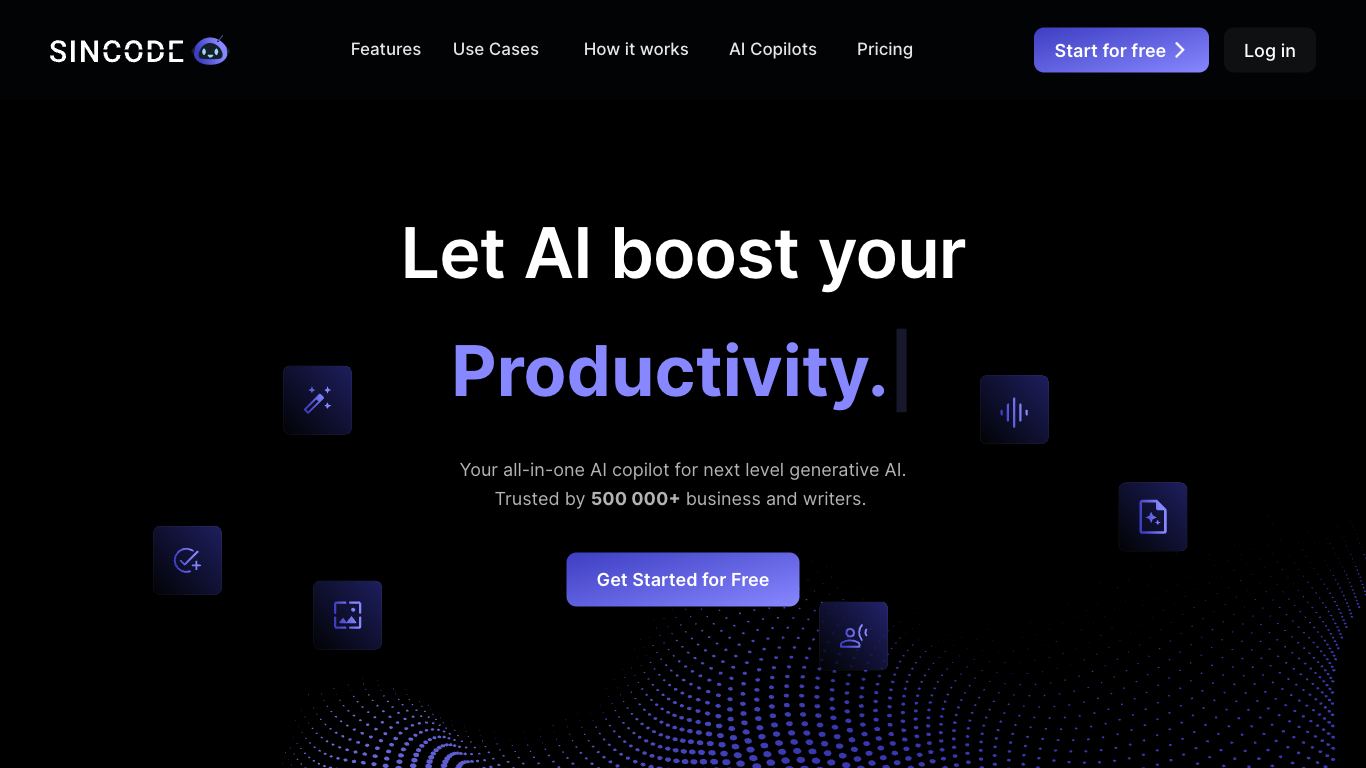 SINCODE
Features
Use Cases
How it works
AI Copilots
Pricing
Start for free
Log in
Let AI boost your
Productivity.
Your all-in-one AI copilot for next level generative AI.
Trusted by 500 000+ business and writers.
Get Started for Free